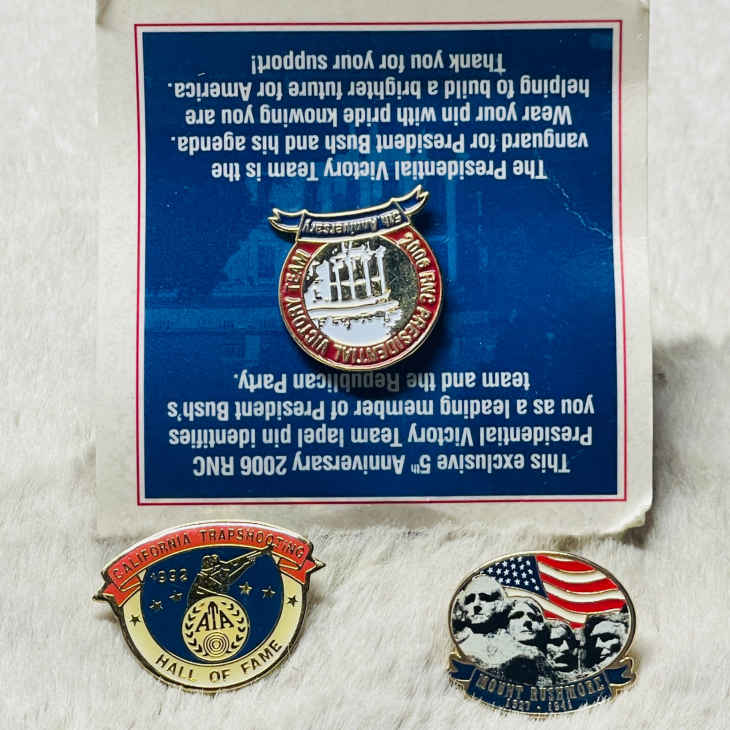 This exclusive 5th Anniversary 2006 RNC
Presidential Victory Team lapel pin identifies
you as a leading member of President Bush's
team and the Republican Party.
5th Anniversary
2006 RNC PRESIDENTIAL VICTORY TEAM
The Presidential Victory Team is the
vanguard for President Bush and his agenda.
Wear your pin with pride knowing you are
helping to build a brighter future for America.
Thank you for your support!
CALIFORNIA TRAPSHOOTING
1992
ATA
HALL OF FAME
MOUNT RUSHMORE
1927 - 1941